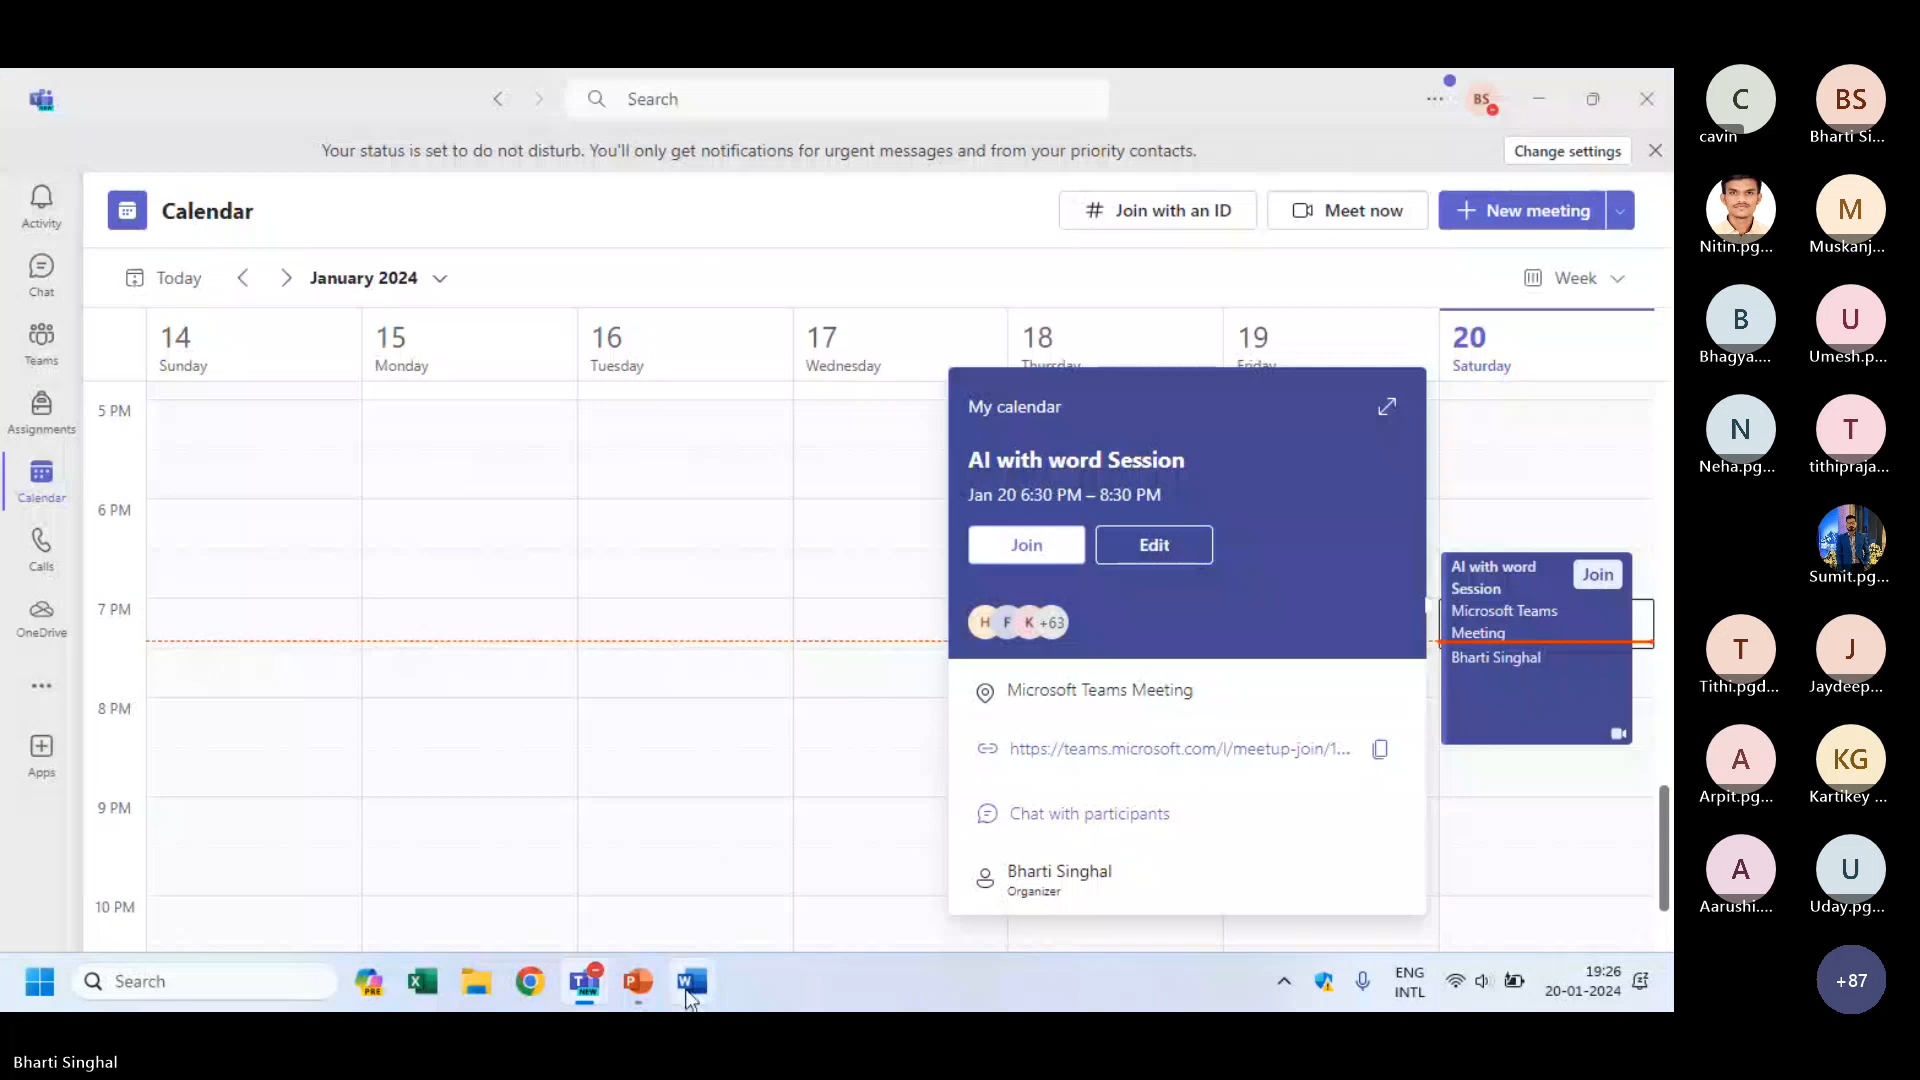 Search
BS
Your status is set to do not disturb. You'll only get notifications for urgent messages and from your priority contacts.
Change settings
Activity
Chat
Teams
Assignments
Calendar
Calls
OneDrive
Apps
Calendar
Join with an ID
Meet now
New meeting
Today
January 2024
Week
14
Sunday
15
Monday
16
Tuesday
17
Wednesday
18
Thursday
19
Friday
20
Saturday
5 PM
6 PM
7 PM
8 PM
9 PM
10 PM
My calendar
AI with word Session
Jan 20 6:30 PM – 8:30 PM
Join
Edit
H F K +63
Microsoft Teams Meeting
https://teams.microsoft.com/l/meetup-join/1...
Chat with participants
Bharti Singhal
Organizer
AI with word
Session
Join
Microsoft Teams
Meeting
Bharti Singhal
Search
PRE
NEW
ENG
INTL
19:26
20-01-2024
Bharti Singhal
C
cavin
BS
Bharti Si...
Nitin.pg...
M
Muskanj...
B
Bhagya....
U
Umesh.p...
N
Neha.pg...
T
tithipraja...
Sumit.pg...
T
Tithi.pgd...
J
Jaydeep...
A
Arpit.pg...
KG
Kartikey ...
A
Aarushi....
U
Uday.pg...
+87